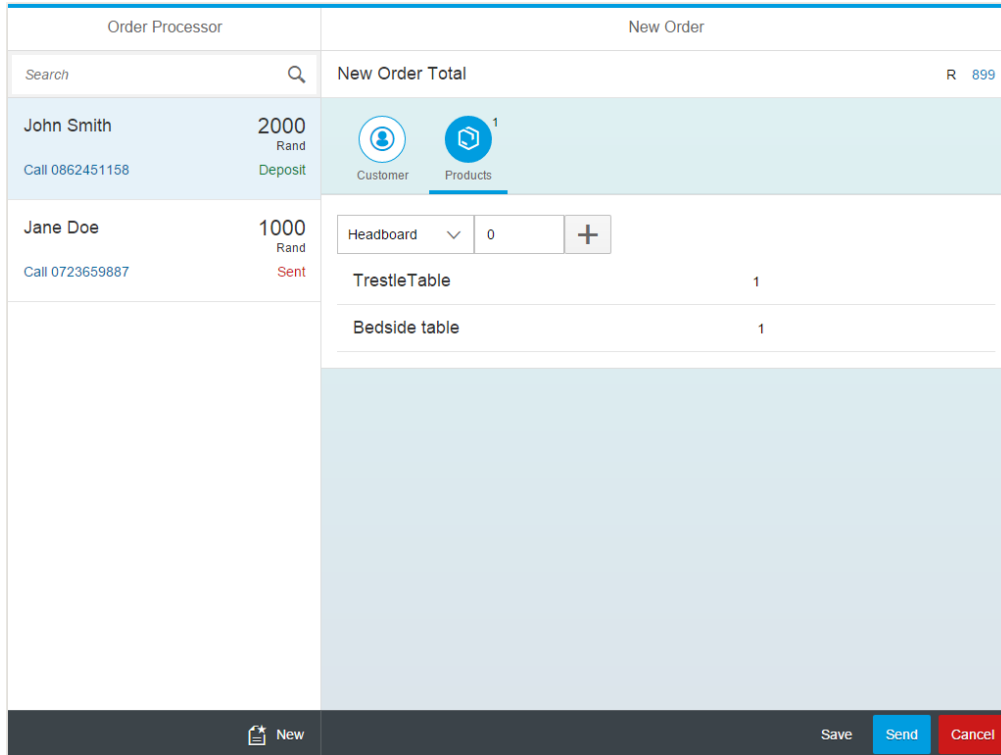 Order Processor
New Order
Search
New Order Total
R 899
John Smith
2000
Rand
Call 0862451158
Deposit
Jane Doe
1000
Rand
Call 0723659887
Sent
1
Customer
Products
Headboard
0
TrestleTable 1
Bedside table 1
New
Save
Send
Cancel